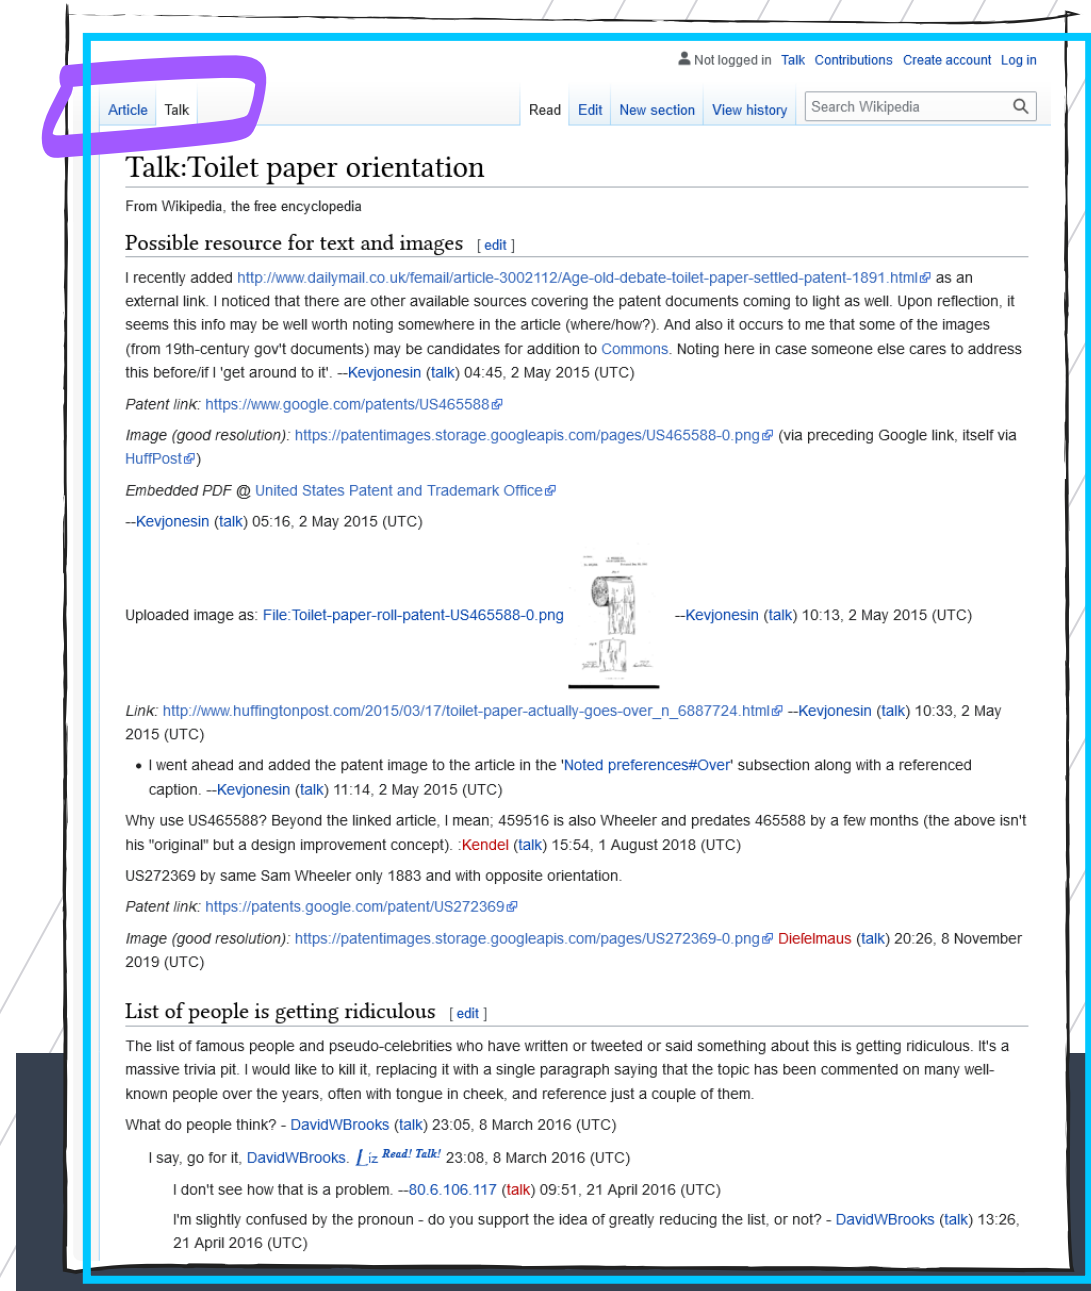 Not logged in Talk Contributions Create account Log in
Article Talk Read Edit New section View history Search Wikipedia
Talk:Toilet paper orientation
From Wikipedia, the free encyclopedia
Possible resource for text and images [ edit ]
I recently added http://www.dailymail.co.uk/femail/article-3002112/Age-old-debate-toilet-paper-settled-patent-1891.html as an
external link. I noticed that there are other available sources covering the patent documents coming to light as well. Upon reflection, it
seems this info may be well worth noting somewhere in the article (where/how?). And also it occurs to me that some of the images
(from 19th-century gov't documents) may be candidates for addition to Commons. Noting here in case someone else cares to address
this before/if I 'get around to it'. --Kevjonesin (talk) 04:45, 2 May 2015 (UTC)
Patent link: https://www.google.com/patents/US465588
Image (good resolution): https://patentimages.storage.googleapis.com/pages/US465588-0.png (via preceding Google link, itself via
HuffPost)
Embedded PDF @ United States Patent and Trademark Office
--Kevjonesin (talk) 05:16, 2 May 2015 (UTC)
Uploaded image as: File:Toilet-paper-roll-patent-US465588-0.png --Kevjonesin (talk) 10:13, 2 May 2015 (UTC)
Link: http://www.huffingtonpost.com/2015/03/17/toilet-paper-actually-goes-over_n_6887724.html --Kevjonesin (talk) 10:33, 2 May
2015 (UTC)
• I went ahead and added the patent image to the article in the 'Noted preferences#Over' subsection along with a referenced
caption. --Kevjonesin (talk) 11:14, 2 May 2015 (UTC)
Why use US465588? Beyond the linked article, I mean; 459516 is also Wheeler and predates 465588 by a few months (the above isn't
his "original" but a design improvement concept). :Kendel (talk) 15:54, 1 August 2018 (UTC)
US272369 by same Sam Wheeler only 1883 and with opposite orientation.
Patent link: https://patents.google.com/patent/US272369
Image (good resolution): https://patentimages.storage.googleapis.com/pages/US272369-0.png Dieſelmaus (talk) 20:26, 8 November
2019 (UTC)
List of people is getting ridiculous [ edit ]
The list of famous people and pseudo-celebrities who have written or tweeted or said something about this is getting ridiculous. It's a
massive trivia pit. I would like to kill it, replacing it with a single paragraph saying that the topic has been commented on many well-
known people over the years, often with tongue in cheek, and reference just a couple of them.
What do people think? - DavidWBrooks (talk) 23:05, 8 March 2016 (UTC)
I say, go for it, DavidWBrooks. Liz Read! Talk! 23:08, 8 March 2016 (UTC)
I don't see how that is a problem. --80.6.106.117 (talk) 09:51, 21 April 2016 (UTC)
I'm slightly confused by the pronoun - do you support the idea of greatly reducing the list, or not? - DavidWBrooks (talk) 13:26,
21 April 2016 (UTC)